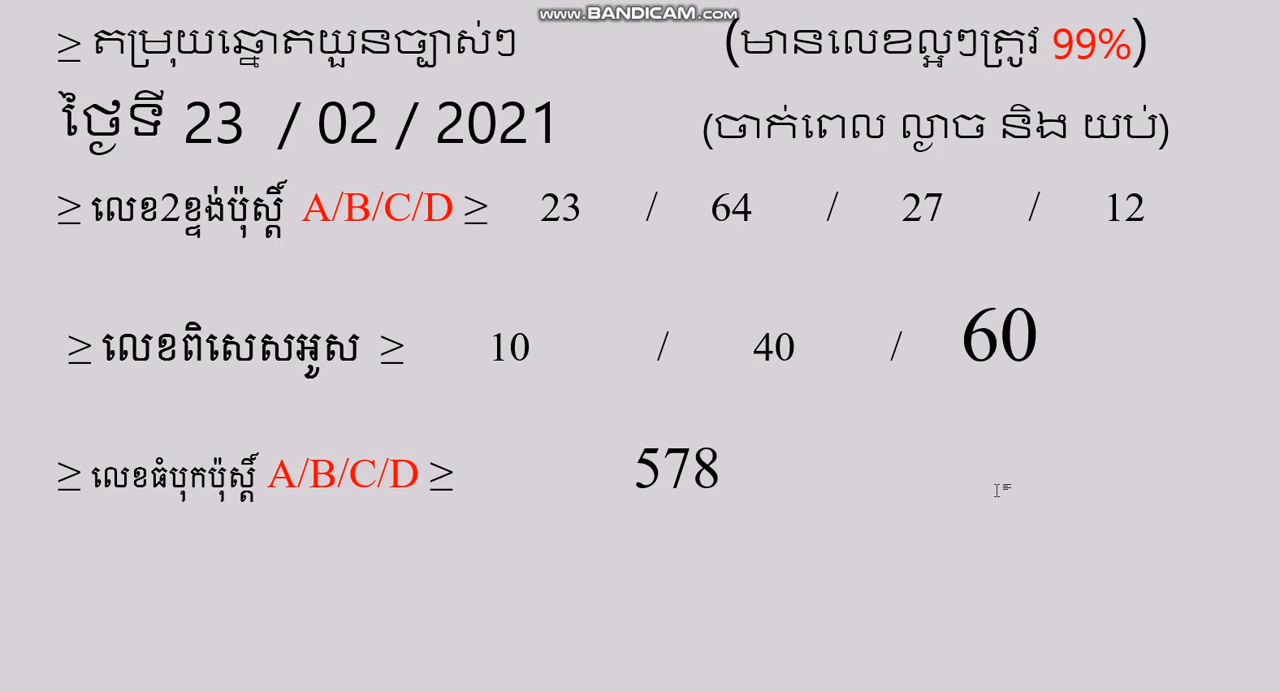 www.BANDICAM.com
≥ តម្រុយឆ្នោតយួនច្បាស់ៗ (មានលេខល្អៗត្រូវ 99%)
ថ្ងៃទី 23 / 02 / 2021 (ចាក់ពេល ល្ងាច និង យប់)
≥ លេខ2ខ្ទង់ប៉ុស្តិ៍ A/B/C/D ≥ 23 / 64 / 27 / 12
≥ លេខពិសេសអូស ≥ 10 / 40 / 60
≥ លេខធំបុកប៉ុស្តិ៍ A/B/C/D ≥ 578